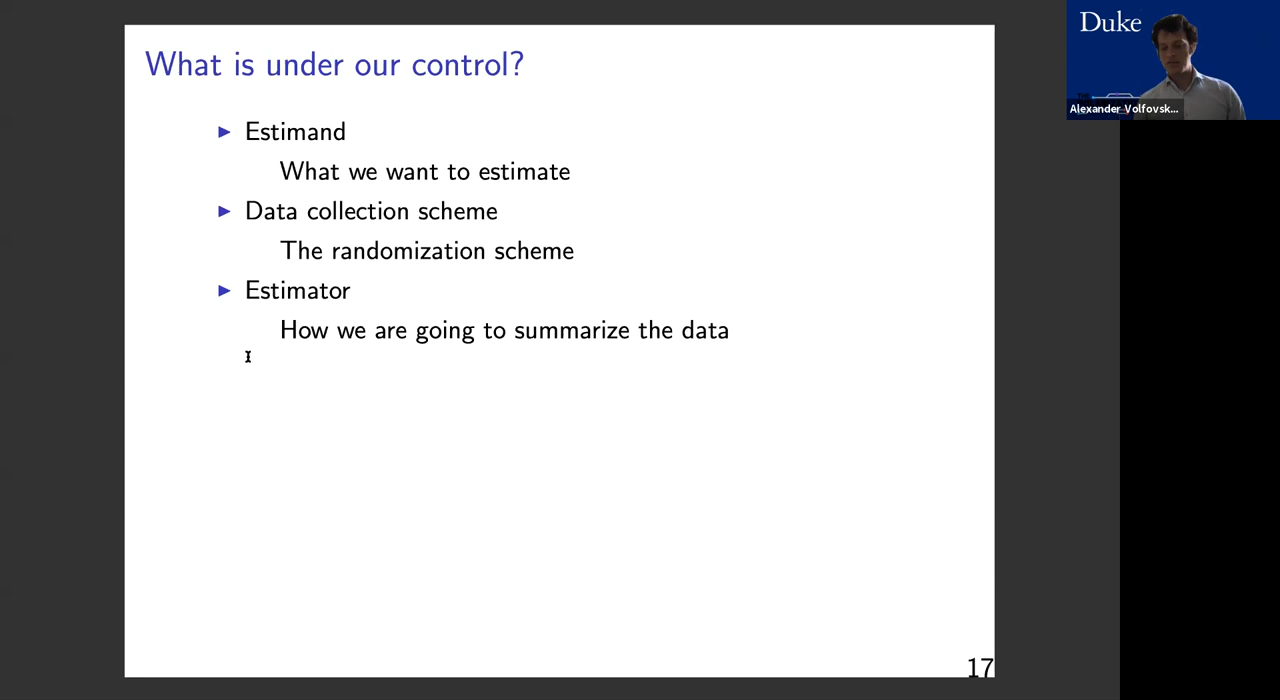 What is under our control?
Estimand
What we want to estimate
Data collection scheme
The randomization scheme
Estimator
How we are going to summarize the data
17
Duke
Alexander Volfovsk...